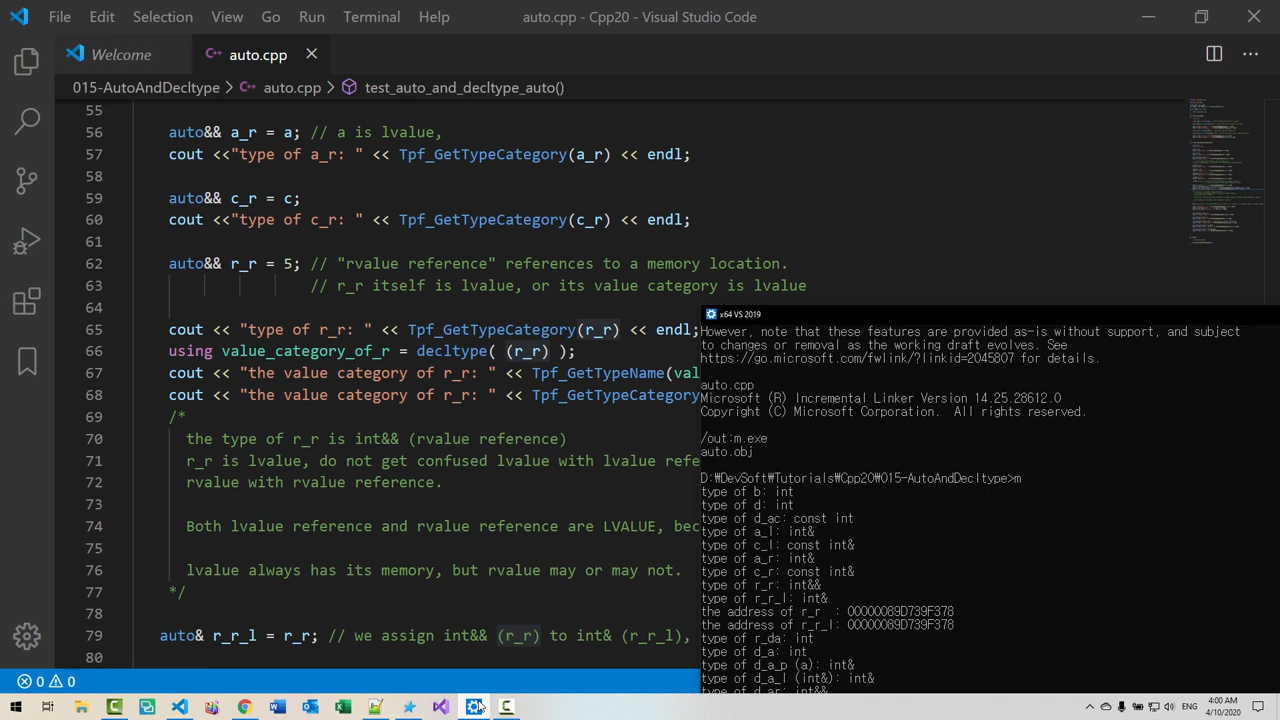 File Edit Selection View Go Run Terminal Help auto.cpp - Cpp20 - Visual Studio Code
Welcome auto.cpp
015-AutoAndDecltype > auto.cpp > test_auto_and_decltype_auto()
55
56 auto&& a_r = a; // a is lvalue,
57 cout <<"type of a_r: " << Tpf_GetTypeCategory(a_r) << endl;
58
59 auto&& c_r = c;
60 cout <<"type of c_r: " << Tpf_GetTypeCategory(c_r) << endl;
61
62 auto&& r_r = 5; // "rvalue reference" references to a memory location.
63 // r_r itself is lvalue, or its value category is lvalue
64
65 cout << "type of r_r: " << Tpf_GetTypeCategory(r_r) << endl;
66 using value_category_of_r = decltype( (r_r) );
67 cout << "the value category of r_r: " << Tpf_GetTypeName(val
68 cout << "the value category of r_r: " << Tpf_GetTypeCategory
69 /*
70 the type of r_r is int&& (rvalue reference)
71 r_r is lvalue, do not get confused lvalue with lvalue refe
72 rvalue with rvalue reference.
73
74 Both lvalue reference and rvalue reference are LVALUE, bec
75
76 lvalue always has its memory, but rvalue may or may not.
77 */
78
79 auto& r_r_l = r_r; // we assign int&& (r_r) to int& (r_r_l),
80
x64 VS 2019
However, note that these features are provided as-is without support, and subject
to changes or removal as the working draft evolves. See
https://go.microsoft.com/fwlink/?linkid=2045807 for details.
auto.cpp
Microsoft (R) Incremental Linker Version 14.25.28612.0
Copyright (C) Microsoft Corporation.  All rights reserved.
/out:m.exe
auto.obj
D:₩DevSoft₩Tutorials₩Cpp20₩015-AutoAndDecltype>m
type of b: int
type of d: int
type of d_ac: const int
type of a_l: int&
type of c_l: const int&
type of a_r: int&
type of c_r: const int&
type of r_r: int&&
type of r_r_l: int&
the address of r_r  : 00000089D739F378
the address of r_r_l: 00000089D739F378
type of r_da: int
type of d_a: int
type of d_a_p (a): int&
type of d_a_l (int&): int&
type of d_ar: int&&
0 0
4:00 AM
4/10/2020